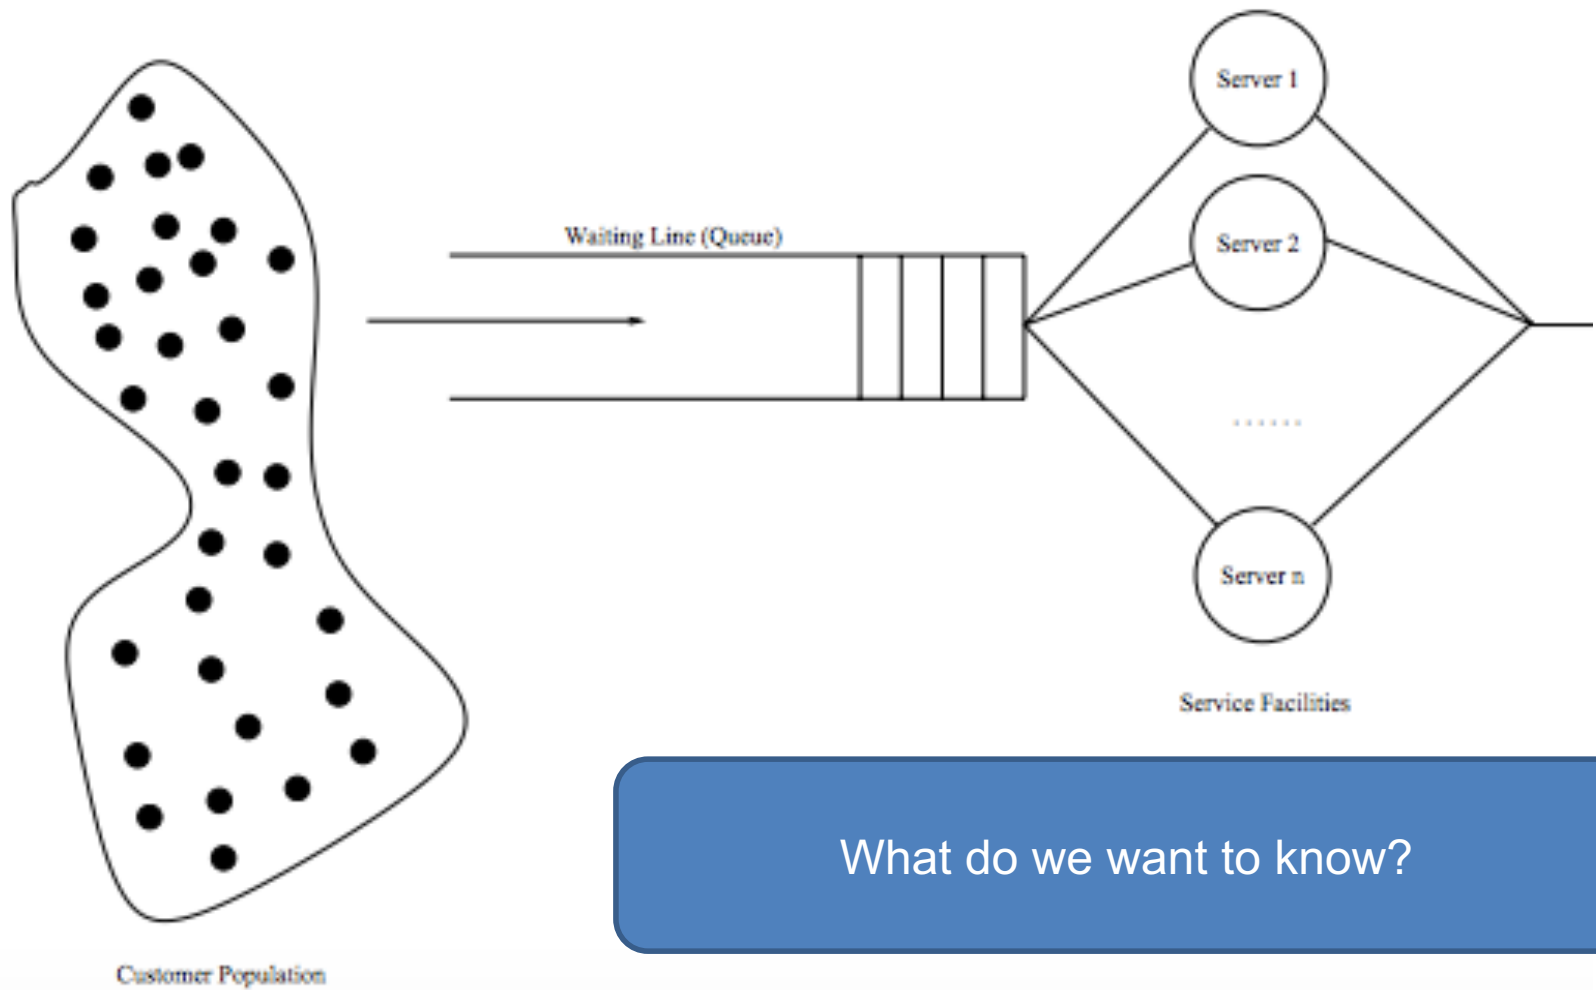 Server 1
Waiting Line (Queue)
Server 2
......
Server n
Service Facilities
What do we want to know?
Customer Population